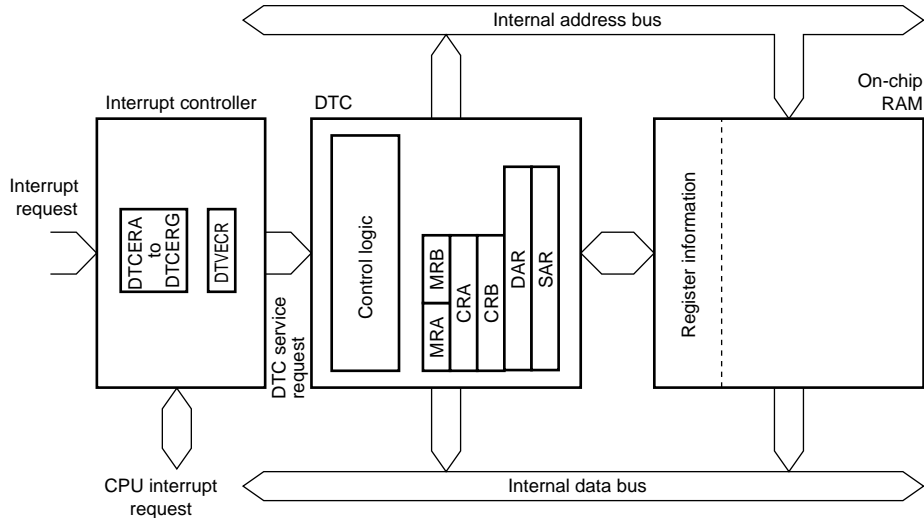 Internal address bus
On-chip
RAM
Interrupt controller
DTC
Interrupt
request
DTCERA
to
DTCERG
DTVECR
DTC service
request
Control logic
MRA
MRB
CRA
CRB
DAR
SAR
Register information
CPU interrupt
request
Internal data bus